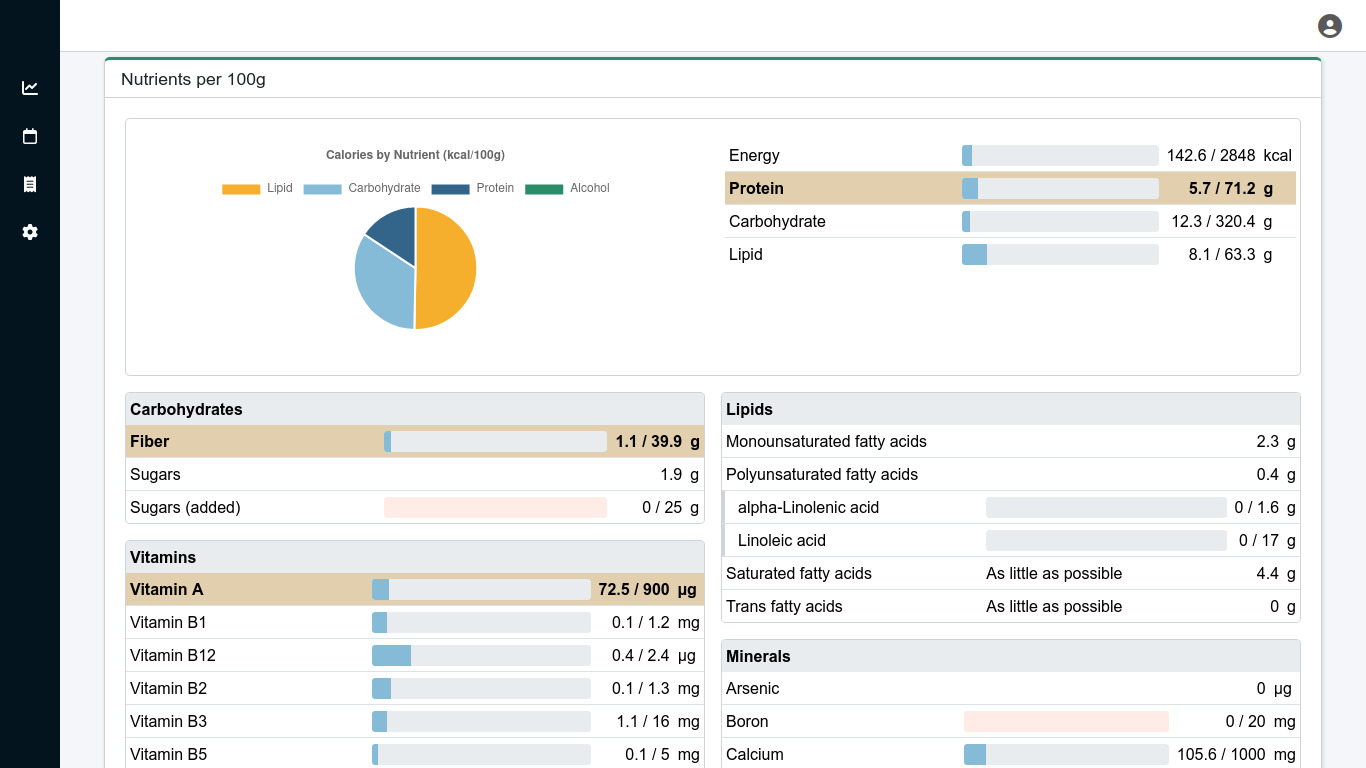 Nutrients per 100g
Calories by Nutrient (kcal/100g)
Lipid Carbohydrate Protein Alcohol
Energy 142.6 / 2848 kcal
Protein 5.7 / 71.2 g
Carbohydrate 12.3 / 320.4 g
Lipid 8.1 / 63.3 g
Carbohydrates
Fiber 1.1 / 39.9 g
Sugars 1.9 g
Sugars (added) 0 / 25 g
Vitamins
Vitamin A 72.5 / 900 µg
Vitamin B1 0.1 / 1.2 mg
Vitamin B12 0.4 / 2.4 µg
Vitamin B2 0.1 / 1.3 mg
Vitamin B3 1.1 / 16 mg
Vitamin B5 0.1 / 5 mg
Lipids
Monounsaturated fatty acids 2.3 g
Polyunsaturated fatty acids 0.4 g
alpha-Linolenic acid 0 / 1.6 g
Linoleic acid 0 / 17 g
Saturated fatty acids As little as possible 4.4 g
Trans fatty acids As little as possible 0 g
Minerals
Arsenic 0 µg
Boron 0 / 20 mg
Calcium 105.6 / 1000 mg